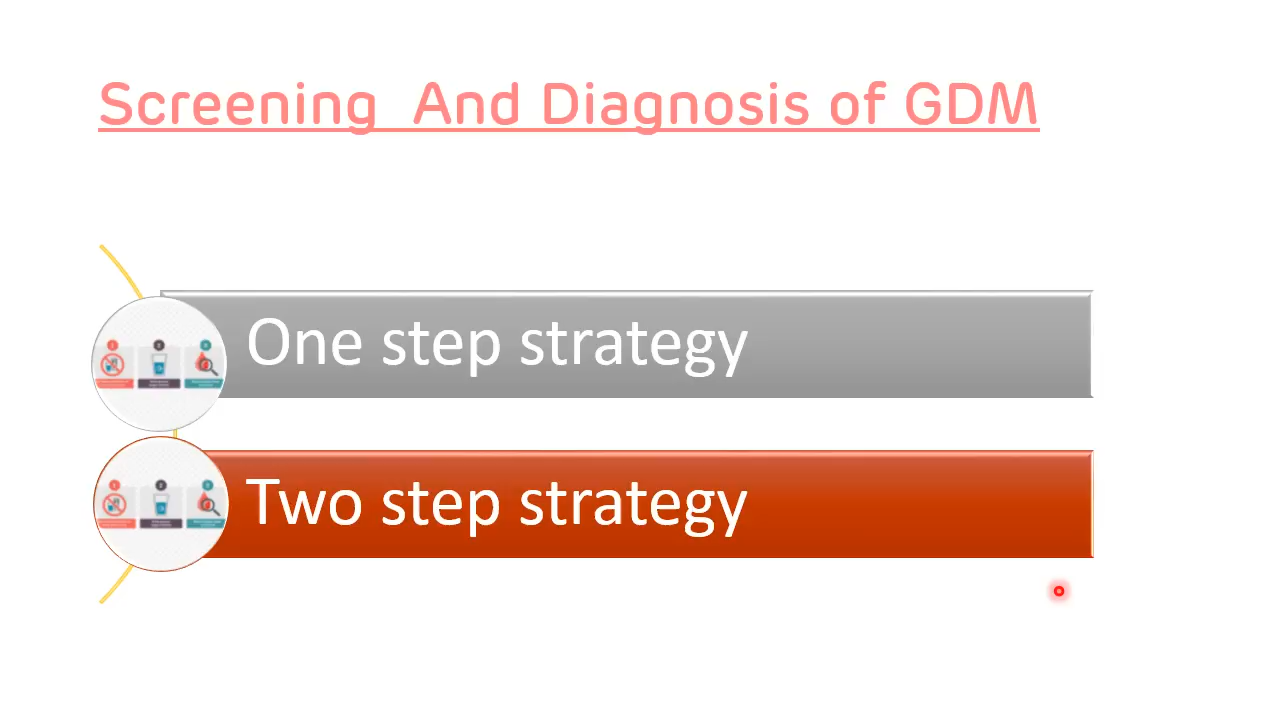 Screening And Diagnosis of GDM
One step strategy
Two step strategy